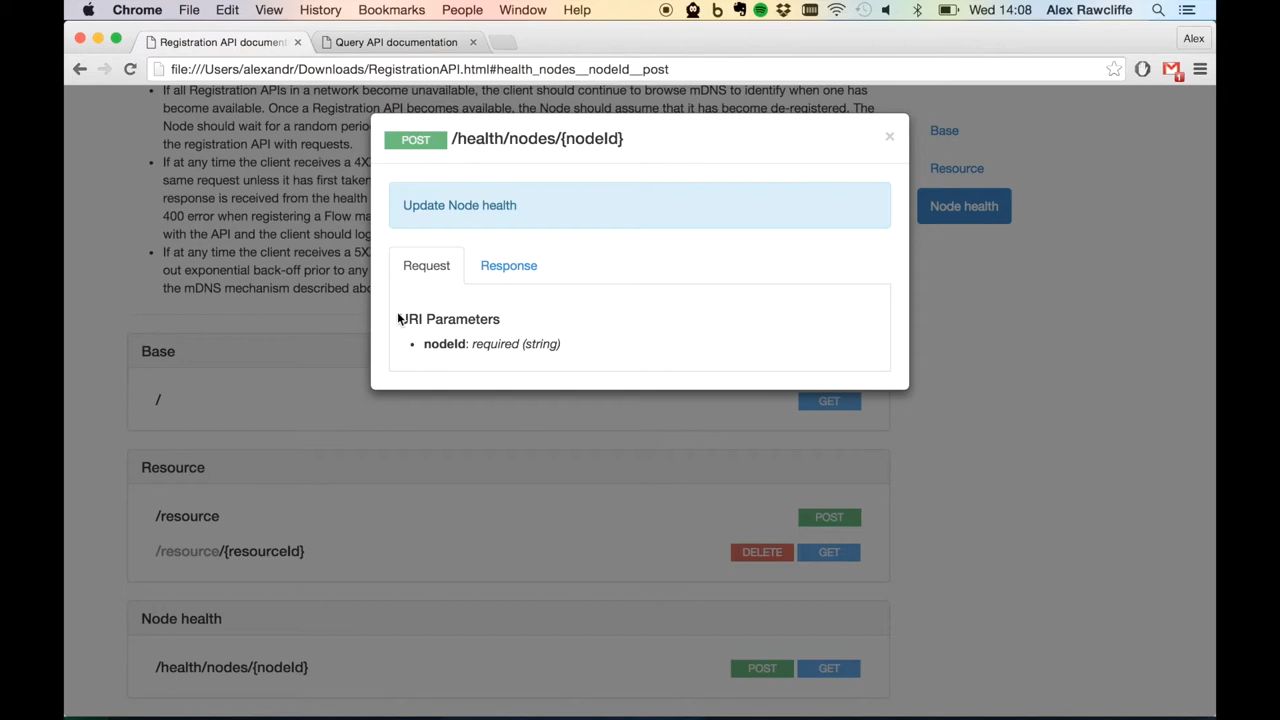 Chrome File Edit View History Bookmarks People Window Help Wed 14:08 Alex Rawcliffe
Registration API documen Query API documentation Alex
file:///Users/alexandr/Downloads/RegistrationAPI.html#health_nodes__nodeId__post
If all Registration APIs in a network become unavailable, the client should continue to browse mDNS to identify when one has
become available. Once a Registration API becomes available, the Node should assume that it has become de-registered. The
Node should wait for a random perio
the registration API with requests.
If at any time the client receives a 4X
same request unless it has first taken
response is received from the health
400 error when registering a Flow ma
with the API and the client should log
If at any time the client receives a 5X
out exponential back-off prior to any
the mDNS mechanism described abo
POST /health/nodes/{nodeId} ×
Update Node health
Request Response
URI Parameters
nodeId: required (string)
Base
Resource
Node health
Base
/ GET
Resource
/resource POST
/resource/{resourceId} DELETE GET
Node health
/health/nodes/{nodeId} POST GET